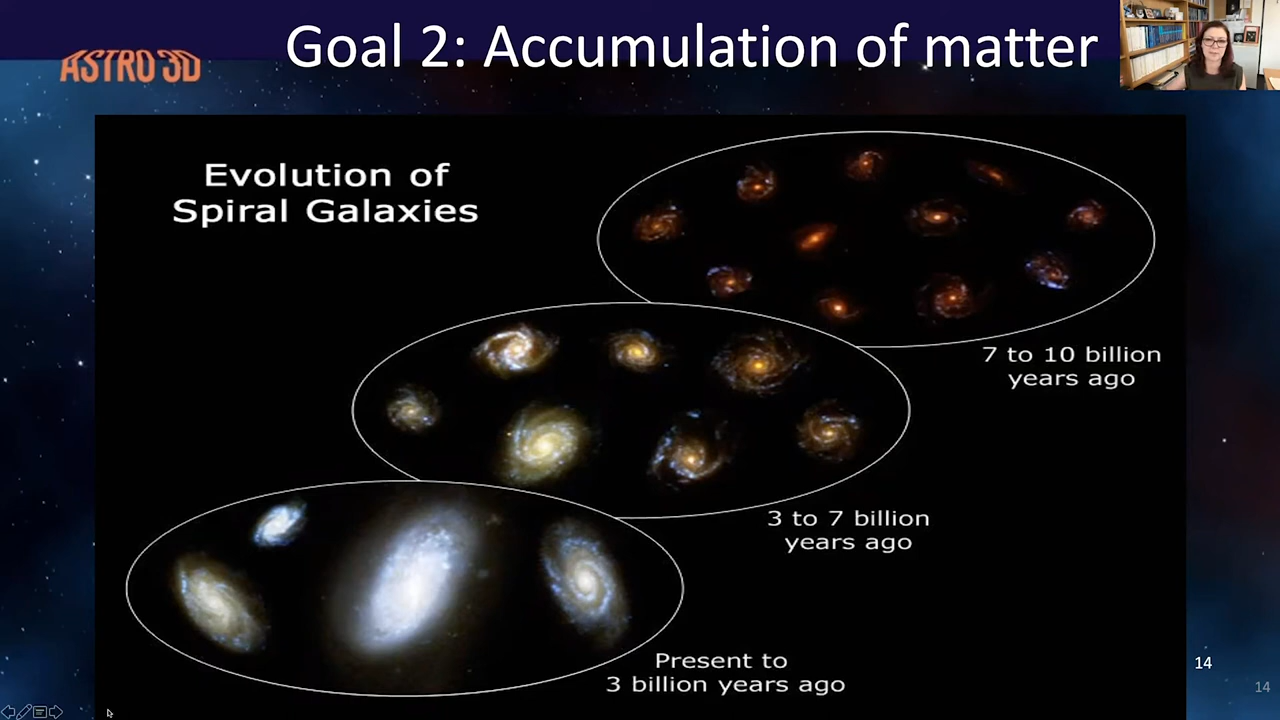 Goal 2: Accumulation of matter
ASTRO 3D
Evolution of
Spiral Galaxies
7 to 10 billion
years ago
3 to 7 billion
years ago
Present to
3 billion years ago
14
14